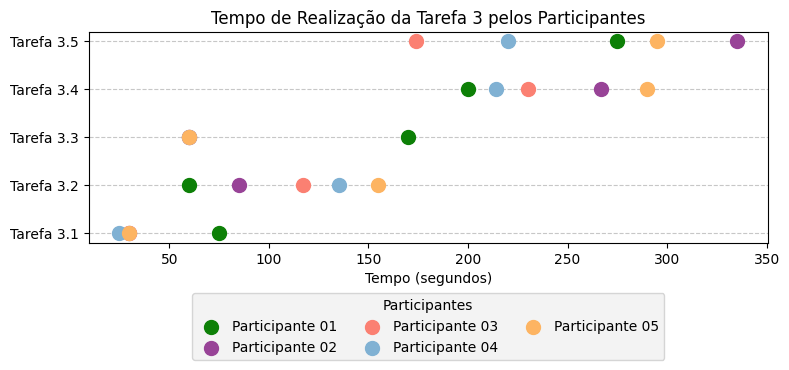 Tempo de Realização da Tarefa 3 pelos Participantes
Tarefa 3.5
Tarefa 3.4
Tarefa 3.3
Tarefa 3.2
Tarefa 3.1
50 100 150 200 250 300 350
Tempo (segundos)
Participantes
Participante 01 Participante 03 Participante 05
Participante 02 Participante 04